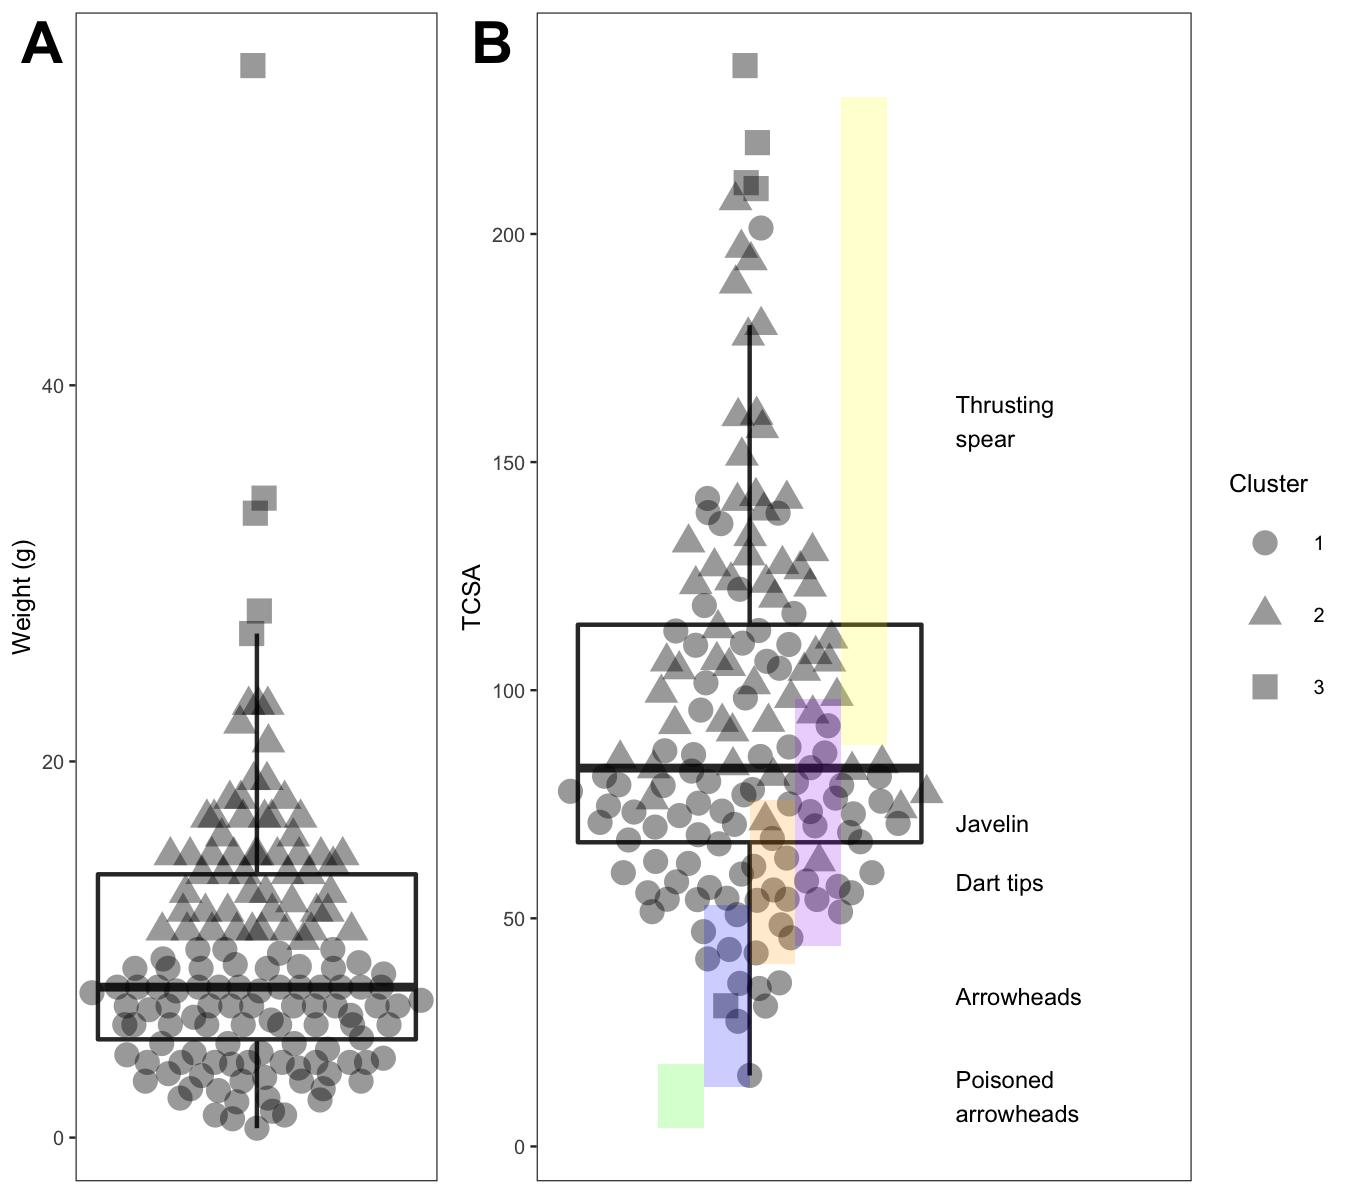 A
B
Weight (g)
40
20
0
TCSA
200
150
100
50
0
Thrusting
spear
Javelin
Dart tips
Arrowheads
Poisoned
arrowheads
Cluster
1
2
3